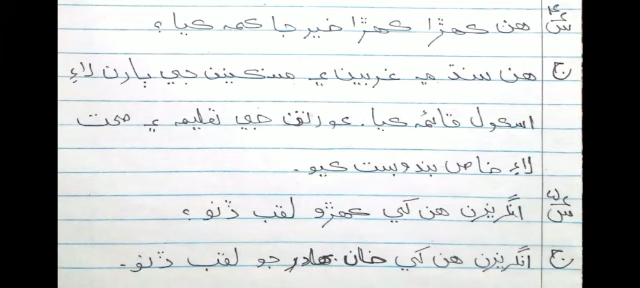 س۴ هن ڪهڙا ڪهڙا خير جا ڪم ڪيا ؟
ج هن سنڌ ۾ غريبن ۽ مسڪينن جي ٻارن لاءِ
اسڪول قائم ڪيا. عورتن جي تعليم ۽ صحت
لاءِ خاص بندوبست ڪيو.
س۵ انگريزن هن کي ڪهڙو لقب ڏنو ؟
ج انگريزن هن کي خان بهادر جو لقب ڏنو.